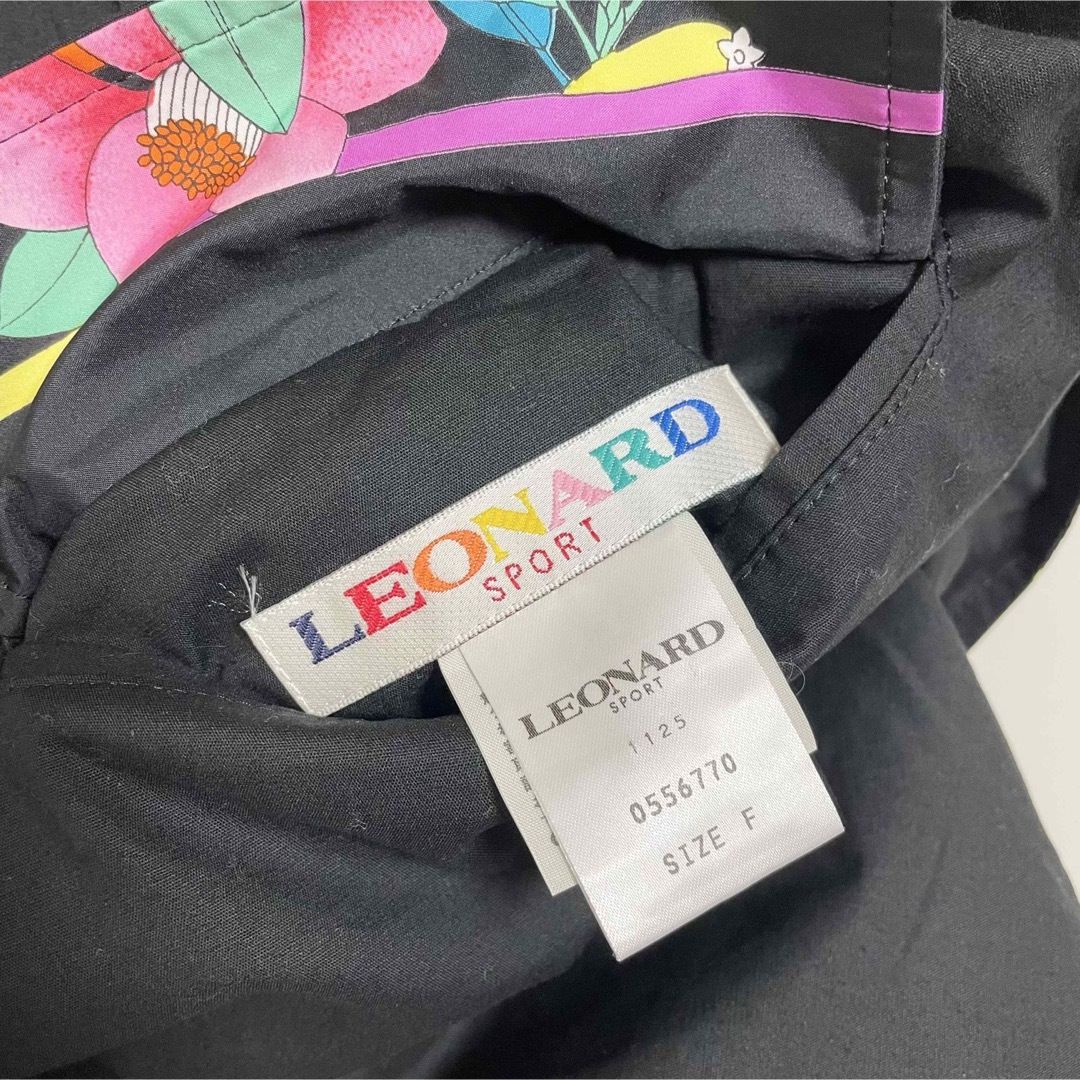 LEONARD
SPORT
LEONARD
SPORT
1125
0556770
SIZE F